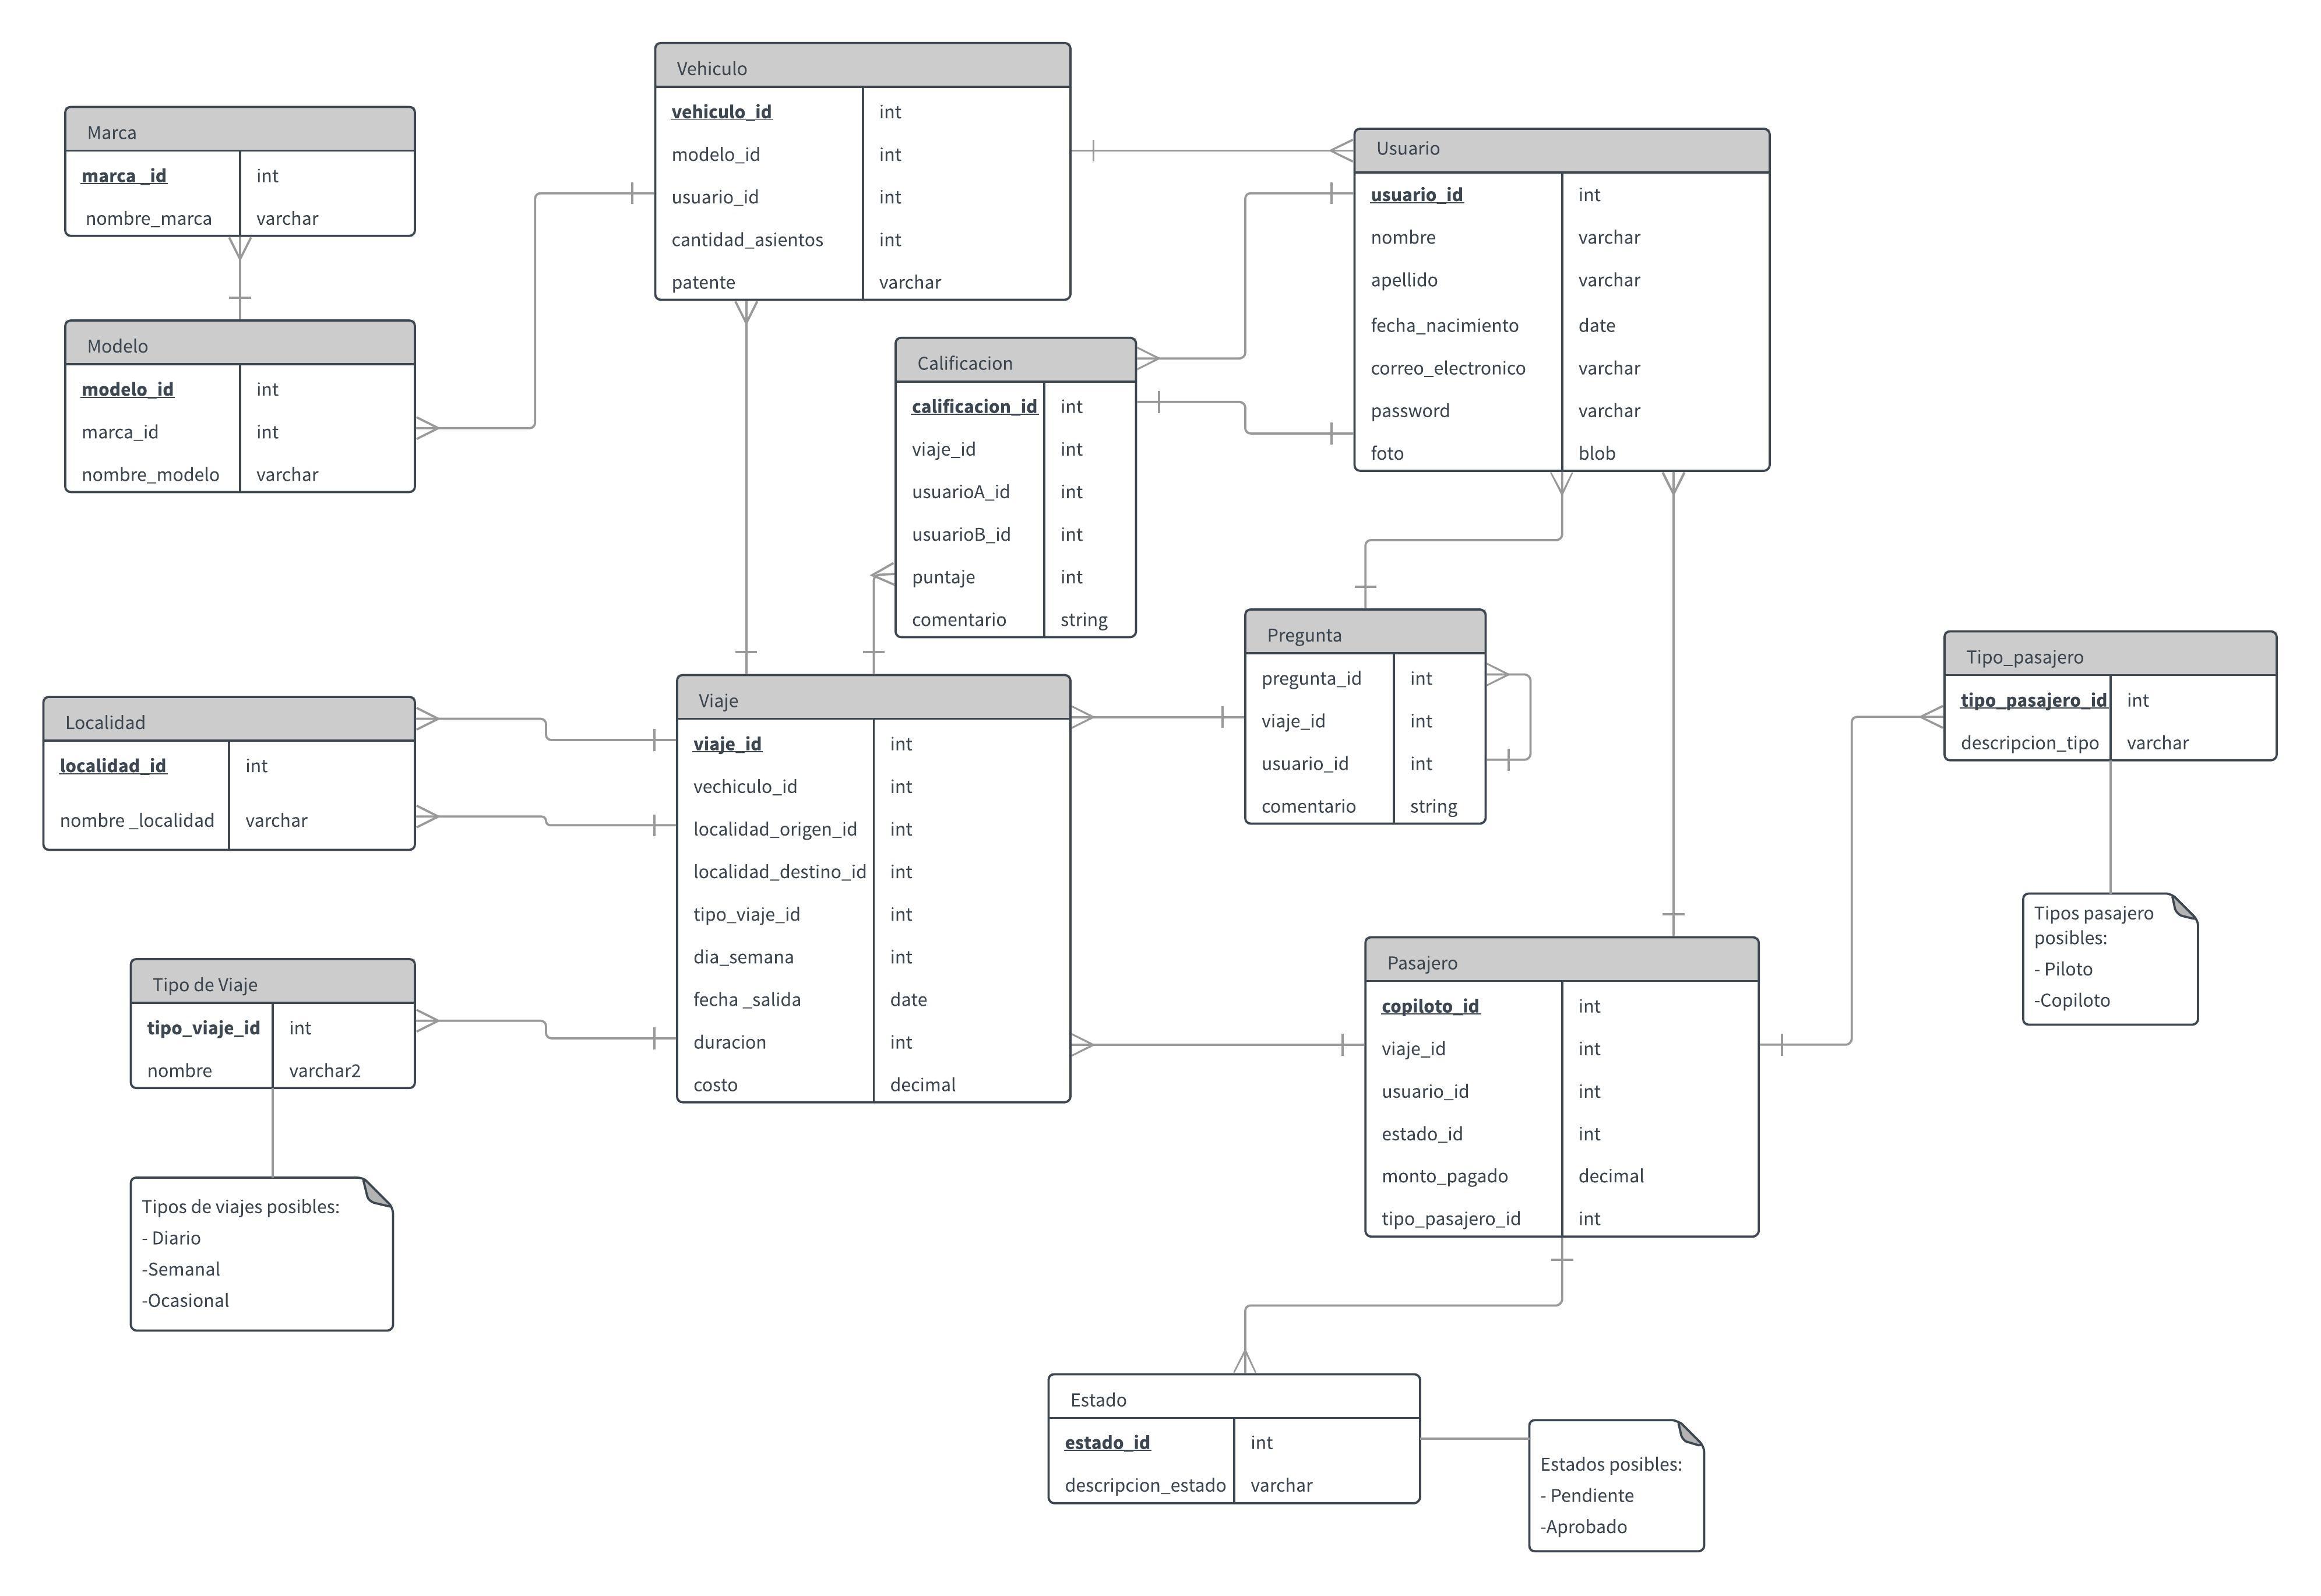 Vehiculo
vehiculo_id int
modelo_id int
usuario_id int
cantidad_asientos int
patente varchar
Marca
marca _id int
nombre_marca varchar
Usuario
usuario_id int
nombre varchar
apellido varchar
fecha_nacimiento date
correo_electronico varchar
password varchar
foto blob
Modelo
modelo_id int
marca_id int
nombre_modelo varchar
Calificacion
calificacion_id int
viaje_id int
usuarioA_id int
usuarioB_id int
puntaje int
comentario string
Pregunta
pregunta_id int
viaje_id int
usuario_id int
comentario string
Tipo_pasajero
tipo_pasajero_id int
descripcion_tipo varchar
Localidad
localidad_id int
nombre _localidad varchar
Viaje
viaje_id int
vechiculo_id int
localidad_origen_id int
localidad_destino_id int
tipo_viaje_id int
dia_semana int
fecha _salida date
duracion int
costo decimal
Tipos pasajero
posibles:
- Piloto
-Copiloto
Tipo de Viaje
tipo_viaje_id int
nombre varchar2
Pasajero
copiloto_id int
viaje_id int
usuario_id int
estado_id int
monto_pagado decimal
tipo_pasajero_id int
Tipos de viajes posibles:
- Diario
-Semanal
-Ocasional
Estado
estado_id int
descripcion_estado varchar
Estados posibles:
- Pendiente
-Aprobado